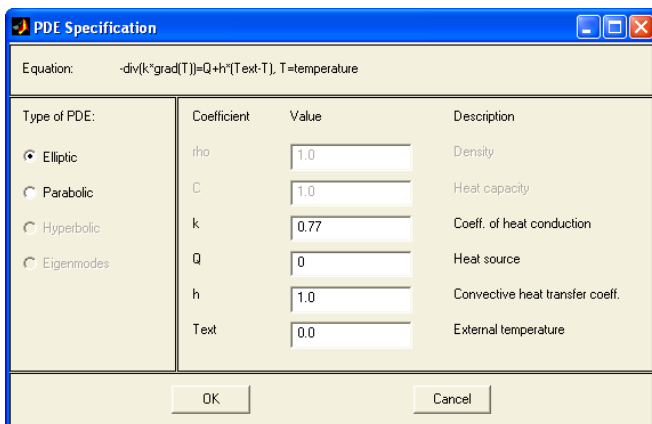 PDE Specification
Equation: -div(k*grad(T))=Q+h*(Text-T), T=temperature
Type of PDE: Coefficient Value Description
Elliptic rho 1.0 Density
Parabolic C 1.0 Heat capacity
Hyperbolic k 0.77 Coeff. of heat conduction
Eigenmodes Q 0 Heat source
h 1.0 Convective heat transfer coeff.
Text 0.0 External temperature
OK Cancel